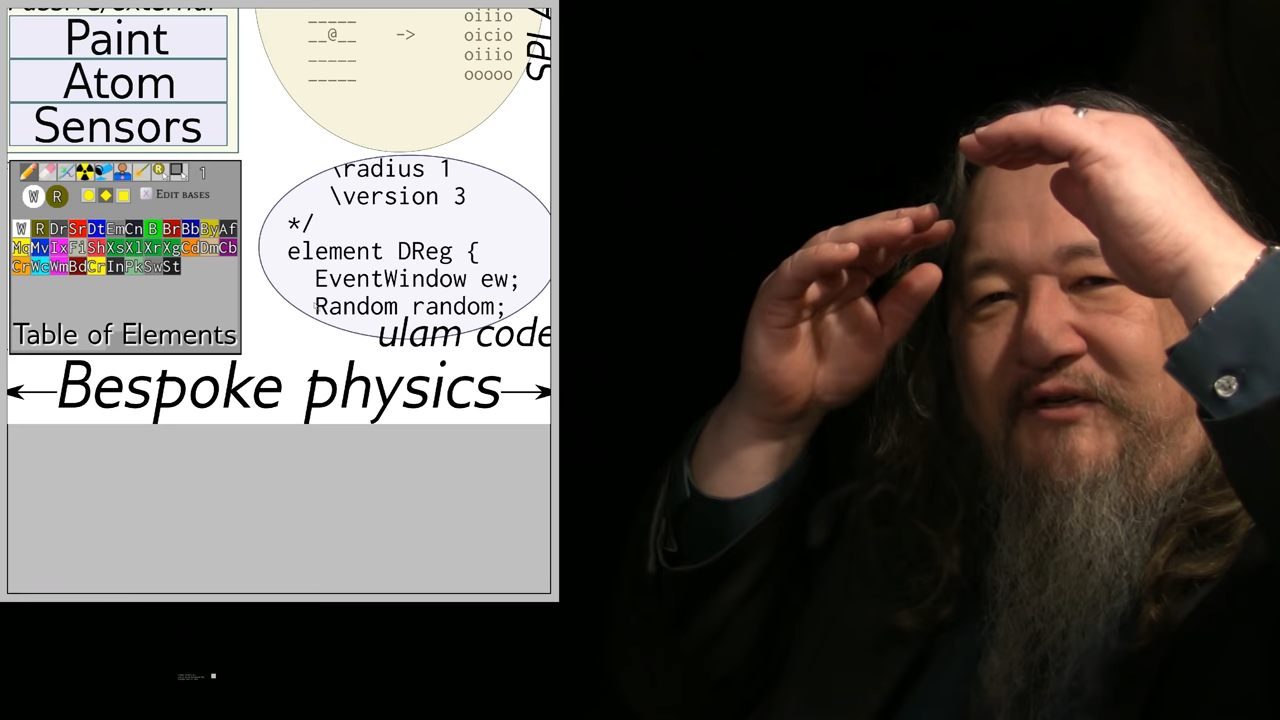 Paint
Atom
Sensors
_____
__@__
_____
_____
->
oiiio
oicio
oiiio
ooooo
SPLA
1
W R
EDIT BASES
W R Dr Sr Dt Em Cn B Br Bb By Af
Mq Mv Ix Fi Sh Xs Xl Xr Xg Cd Dm Cb
Cr Wc Wm Bd Cr In Pk Sw St
Table of Elements
\radius 1
\version 3
*/
element DReg {
EventWindow ew;
Random random;
ulam code
Bespoke physics